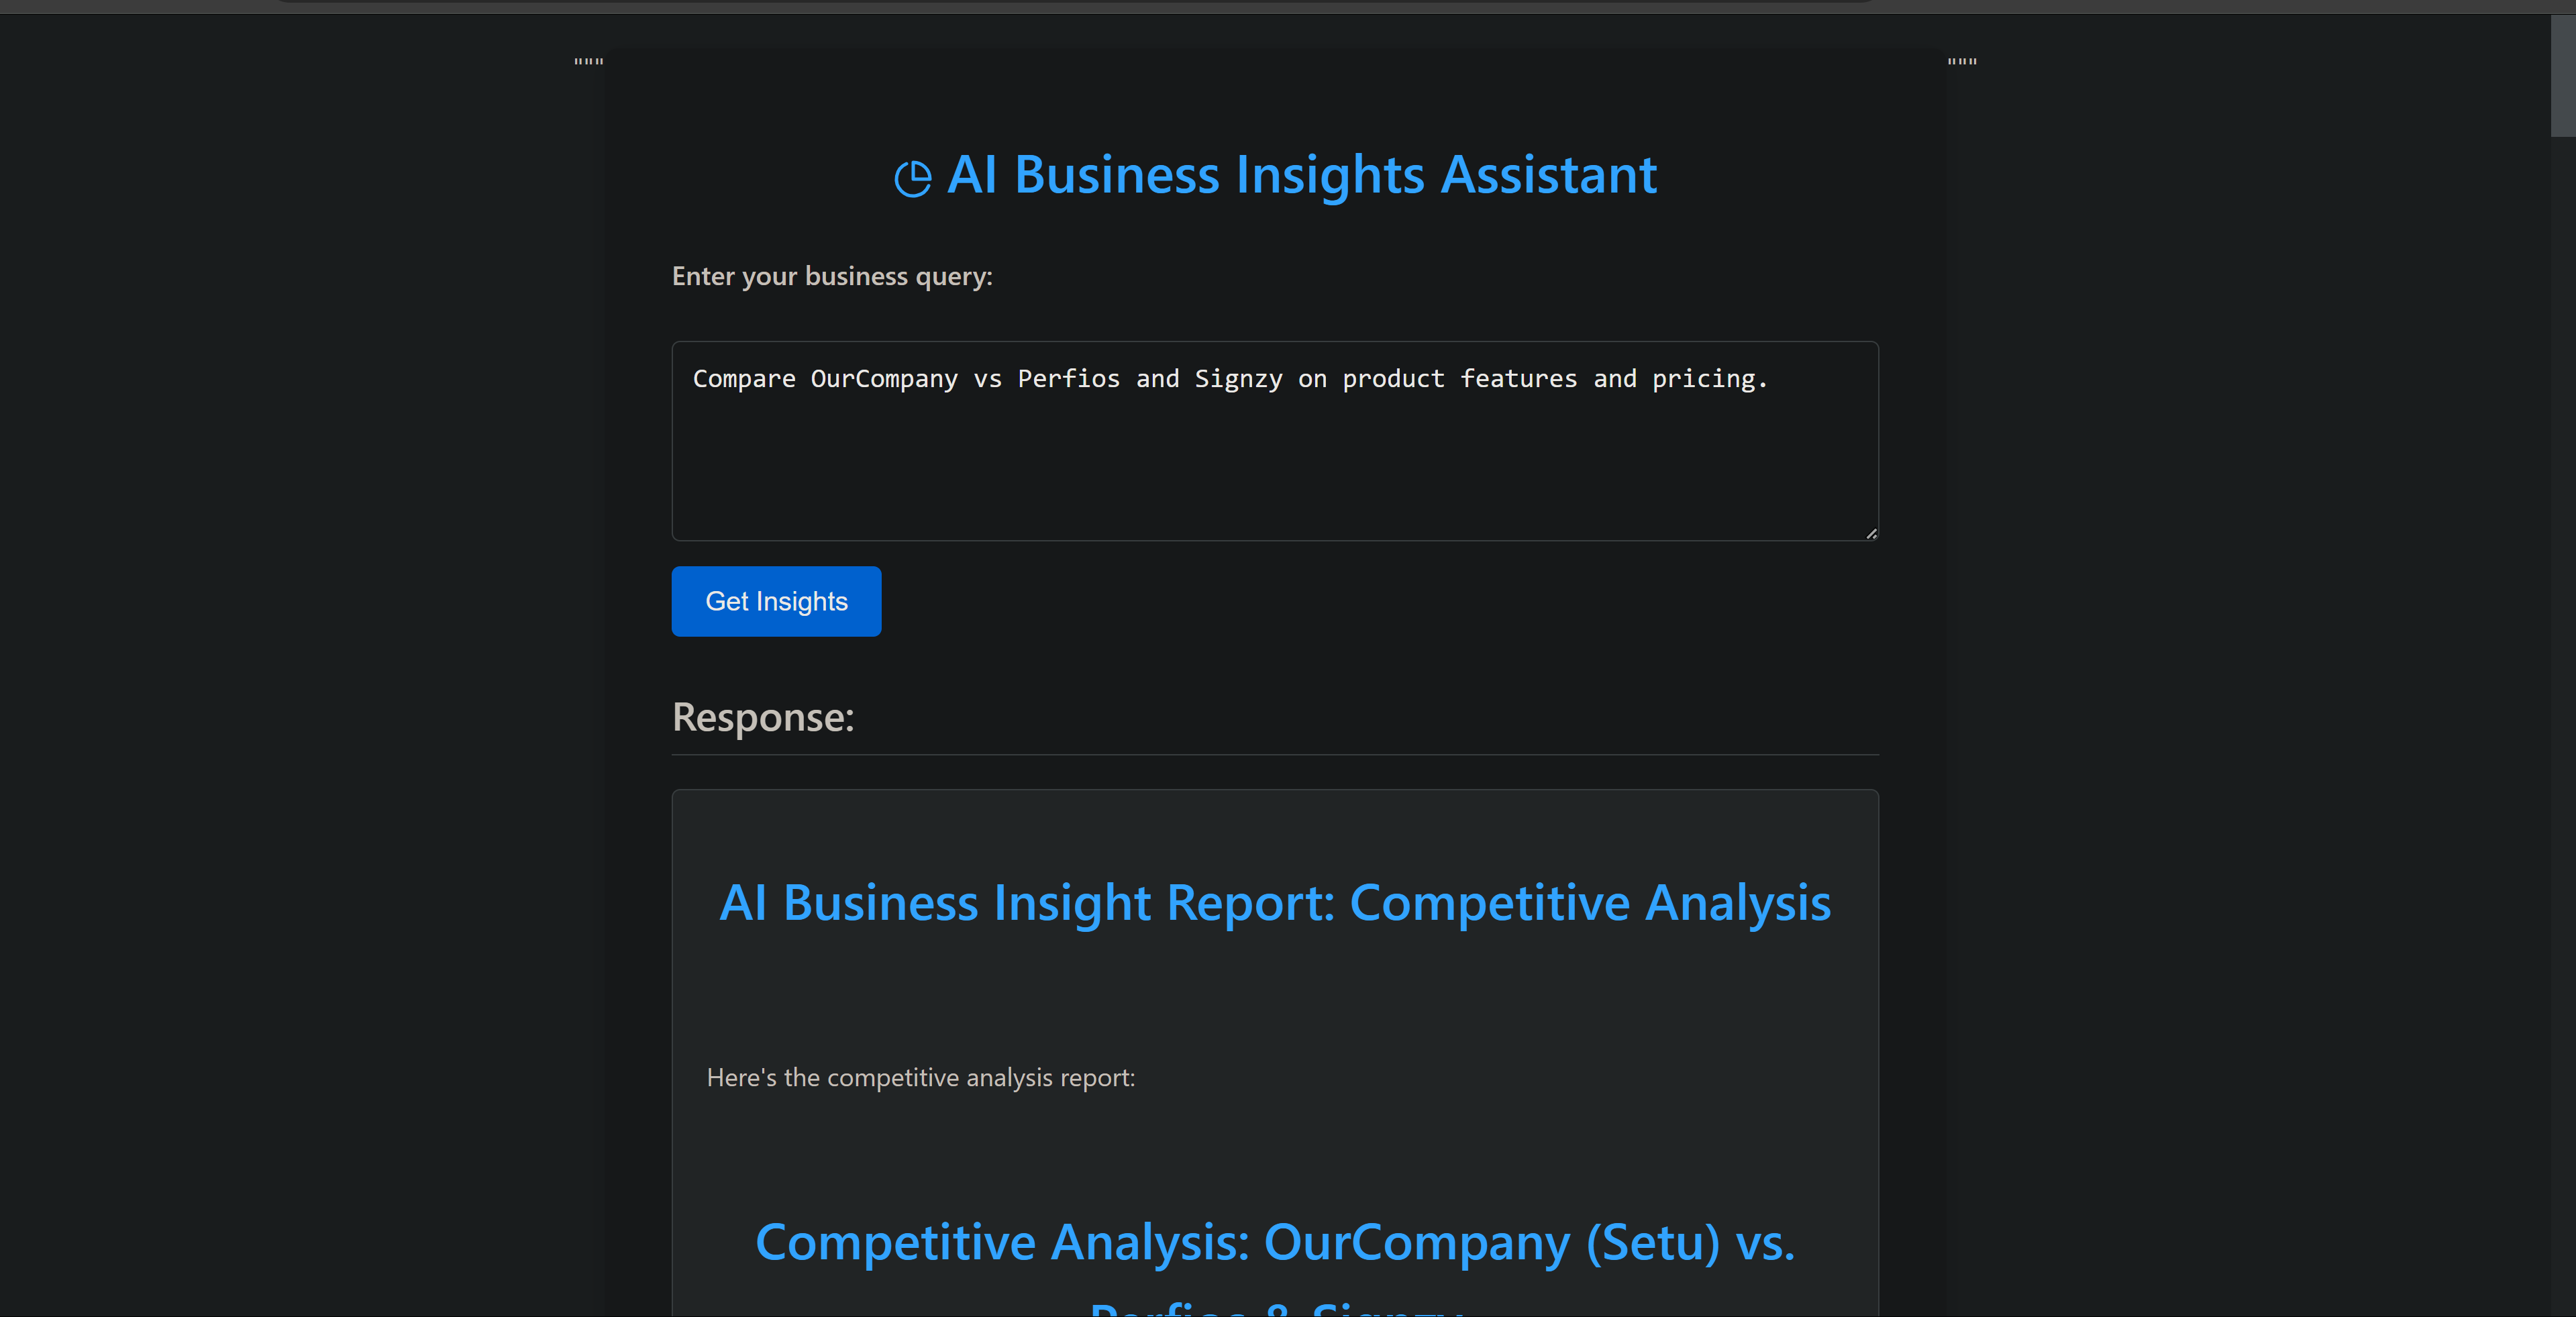 """ """
AI Business Insights Assistant
Enter your business query:
Compare OurCompany vs Perfios and Signzy on product features and pricing.
Get Insights
Response:
AI Business Insight Report: Competitive Analysis
Here's the competitive analysis report:
Competitive Analysis: OurCompany (Setu) vs.
Perfios & Signzy